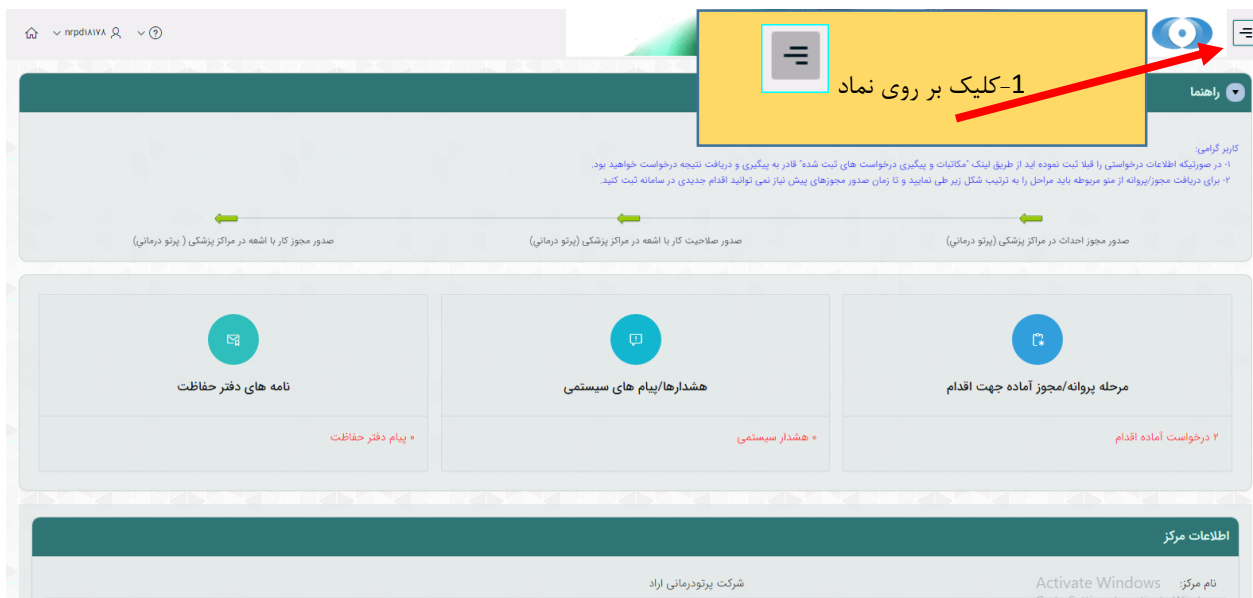 nrpd۱۸۱۷۸
1-کلیک بر روی نماد
راهنما
کاربر گرامی:
۱- در صورتیکه اطلاعات درخواستی را قبلا ثبت نموده اید از طریق لینک "مکاتبات و پیگیری درخواست های ثبت شده" قادر به پیگیری و دریافت نتیجه درخواست خواهید بود.
۲- برای دریافت مجوز/پروانه از منو مربوطه باید مراحل را به ترتیب شکل زیر طی نمایید و تا زمان صدور مجوزهای پیش نیاز نمی توانید اقدام جدیدی در سامانه ثبت کنید.
صدور مجوز احداث در مراکز پزشکی (پرتو درماني)
صدور صلاحیت کار با اشعه در مراکز پزشکی (پرتو درماني)
صدور مجوز کار با اشعه در مراکز پزشکی ( پرتو درماني)
مرحله پروانه/مجوز آماده جهت اقدام
هشدارها/پیام های سیستمی
نامه های دفتر حفاظت
۲ درخواست آماده اقدام
۰ هشدار سیستمی
۰ پیام دفتر حفاظت
اطلاعات مرکز
نام مرکز:
شرکت پرتودرمانی اراد
Activate Windows